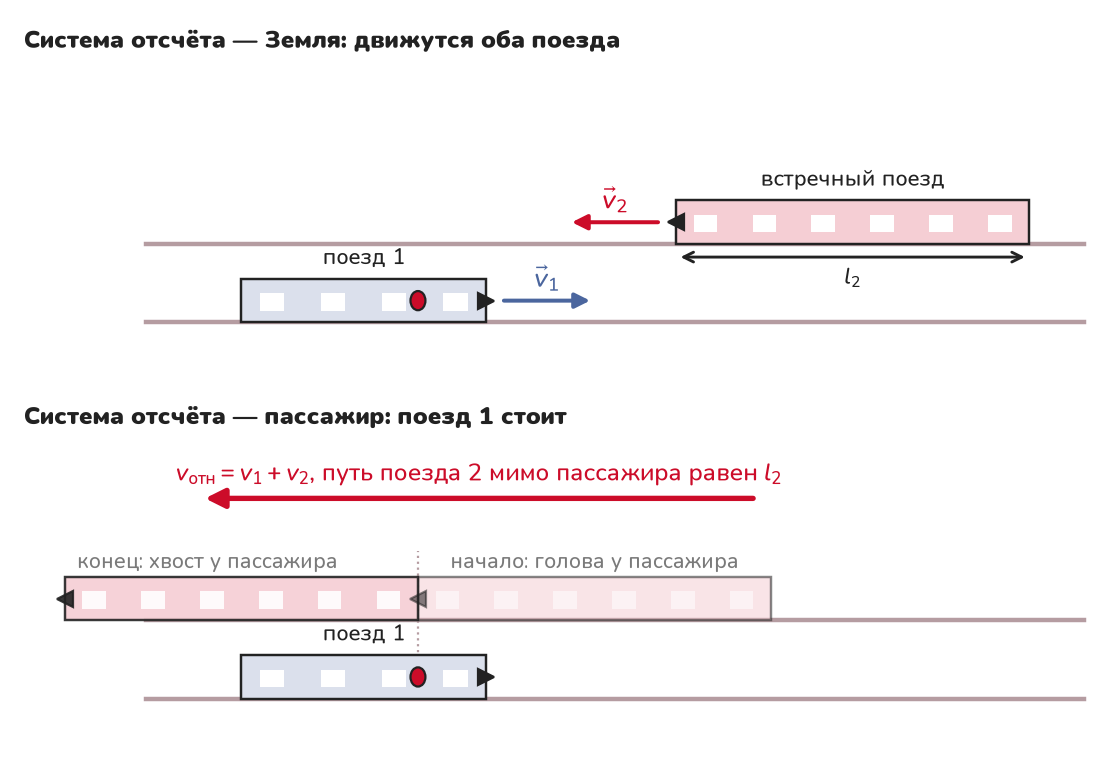 Система отсчёта — Земля: движутся оба поезда
встречный поезд
v⃗₂
поезд 1
v⃗₁
l₂
Система отсчёта — пассажир: поезд 1 стоит
vотн = v₁ + v₂, путь поезда 2 мимо пассажира равен l₂
конец: хвост у пассажира
начало: голова у пассажира
поезд 1